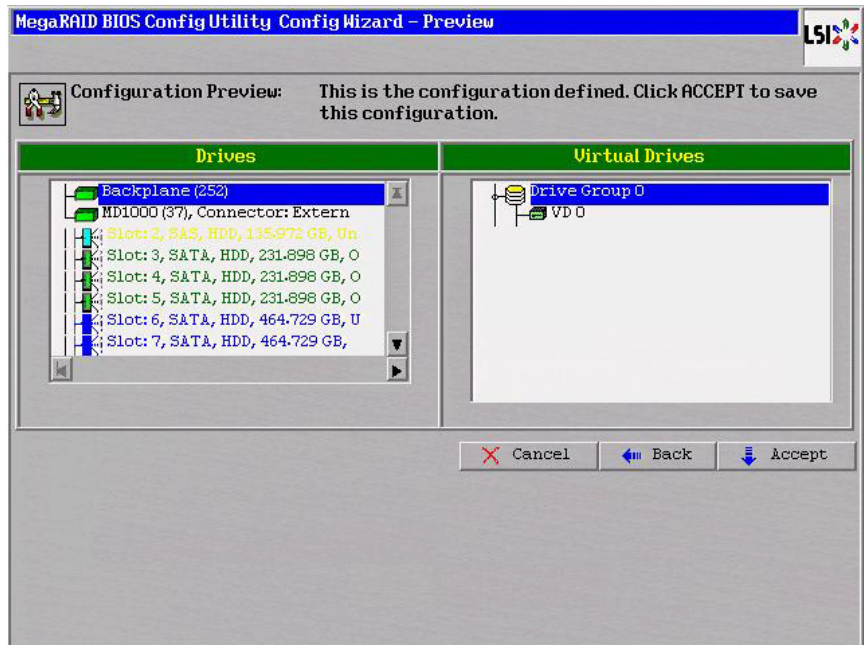 MegaRAID BIOS Config Utility Config Wizard – Preview
LSI
Configuration Preview: This is the configuration defined. Click ACCEPT to save
this configuration.
Drives
Virtual Drives
Backplane (252)
MD1000 (37), Connector: Extern
Slot: 2, SAS, HDD, 135.972 GB, Un
Slot: 3, SATA, HDD, 231.898 GB, O
Slot: 4, SATA, HDD, 231.898 GB, O
Slot: 5, SATA, HDD, 231.898 GB, O
Slot: 6, SATA, HDD, 464.729 GB, U
Slot: 7, SATA, HDD, 464.729 GB,
Drive Group 0
VD 0
Cancel
Back
Accept